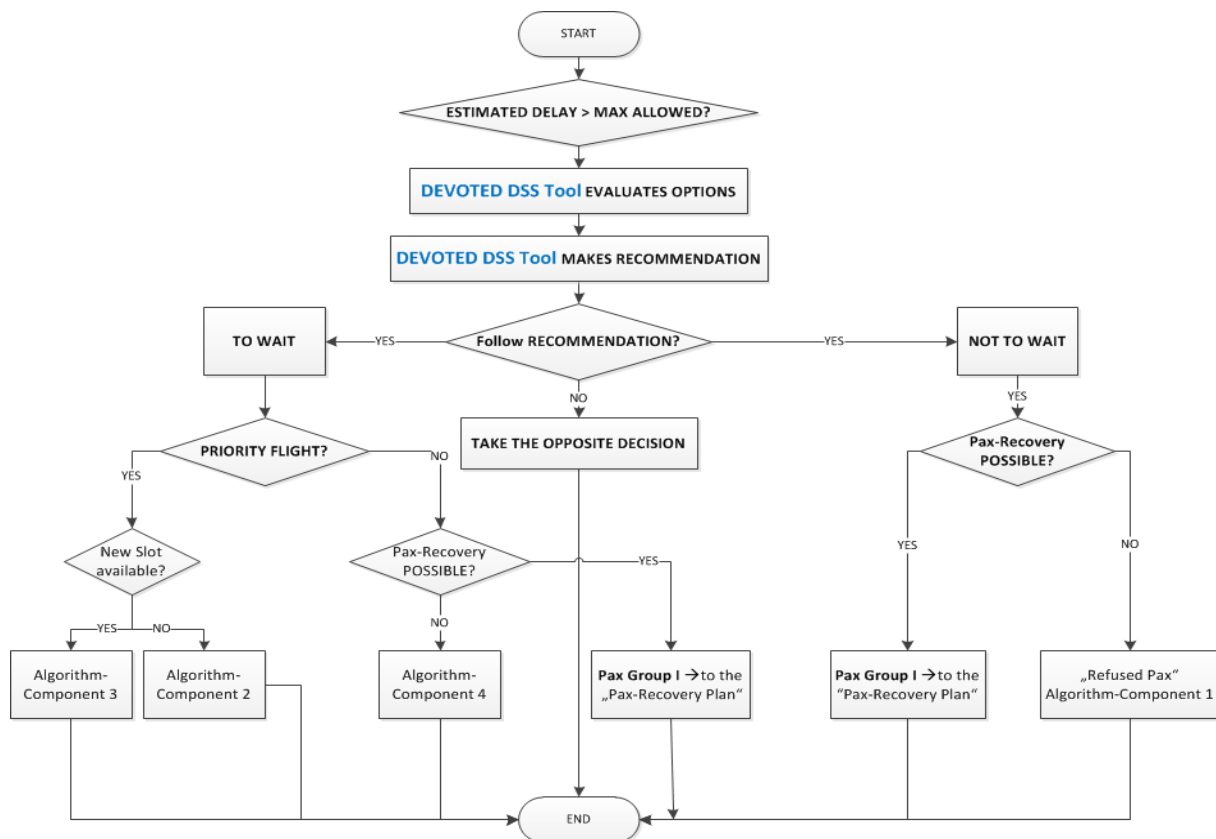 START
ESTIMATED DELAY > MAX ALLOWED?
DEVOTED DSS Tool EVALUATES OPTIONS
DEVOTED DSS Tool MAKES RECOMMENDATION
TO WAIT
YES
Follow RECOMMENDATION?
YES
NOT TO WAIT
NO
YES
PRIORITY FLIGHT?
TAKE THE OPPOSITE DECISION
Pax-Recovery
POSSIBLE?
YES
NO
New Slot
available?
Pax-Recovery
POSSIBLE?
YES
YES
NO
YES
NO
NO
Algorithm-
Component 3
Algorithm-
Component 2
Algorithm-
Component 4
Pax Group I → to the
„Pax-Recovery Plan“
Pax Group I → to the
“Pax-Recovery Plan“
„Refused Pax“
Algorithm-Component 1
END